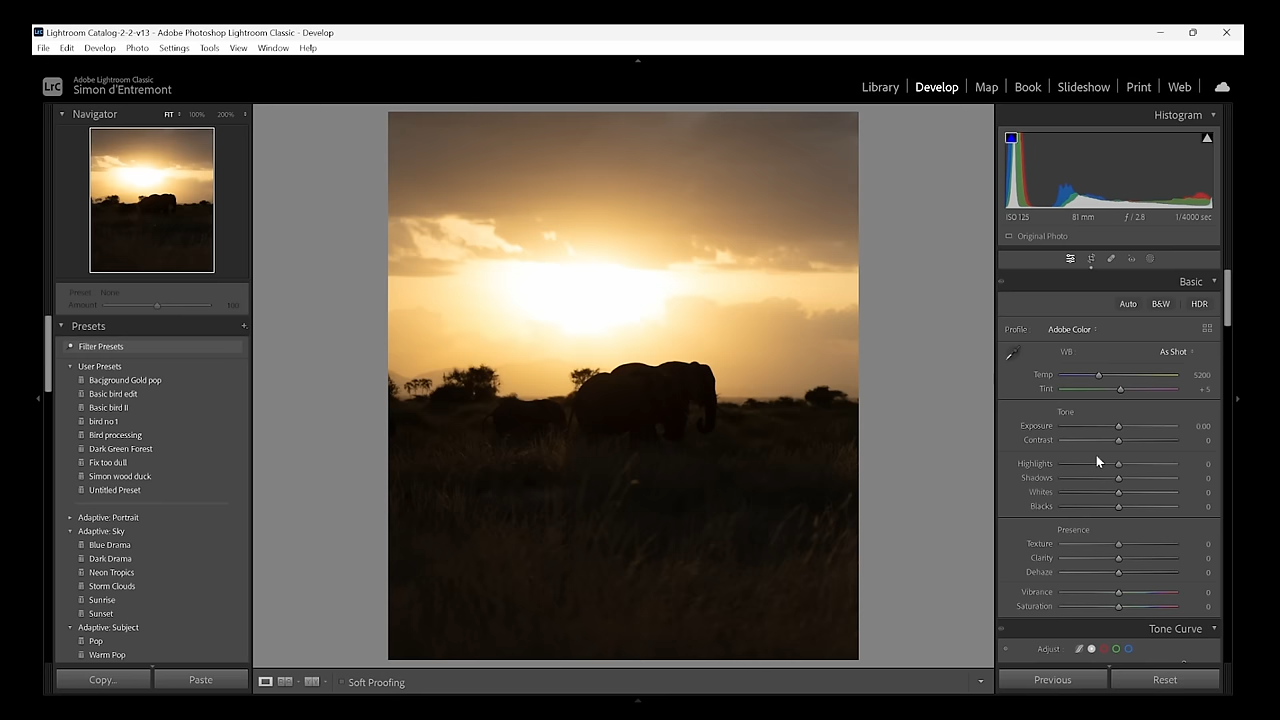 Lightroom Catalog-2-2-v13 - Adobe Photoshop Lightroom Classic - Develop
File Edit Develop Photo Settings Tools View Window Help
Lrc
Adobe Lightroom Classic
Simon d'Entremont
Library | Develop | Map | Book | Slideshow | Print | Web
Navigator FIT 100% 200%
Preset: None
Amount 100
Presets
Filter Presets
User Presets
Bacjground Gold pop
Basic bird edit
Basic bird II
bird no 1
Bird processing
Dark Green Forest
Fix too dull
Simon wood duck
Untitled Preset
Adaptive: Portrait
Adaptive: Sky
Blue Drama
Dark Drama
Neon Tropics
Storm Clouds
Sunrise
Sunset
Adaptive: Subject
Pop
Warm Pop
Copy... Paste
Soft Proofing
Histogram
ISO 125 81 mm ƒ / 2.8 1/4000 sec
Original Photo
Basic
Auto B&W HDR
Profile Adobe Color
WB: As Shot
Temp 5200
Tint + 5
Tone
Exposure 0.00
Contrast 0
Highlights 0
Shadows 0
Whites 0
Blacks 0
Presence
Texture 0
Clarity 0
Dehaze 0
Vibrance 0
Saturation 0
Tone Curve
Adjust
Previous Reset